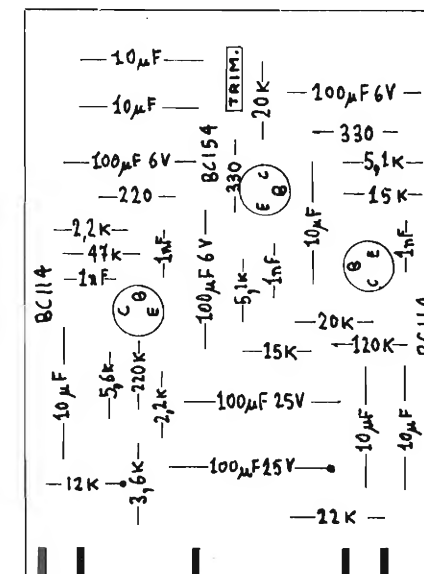 10µF
TRIM.
20K
100µF 6V
10µF
BC154
330
330
5,1K
100µF 6V
15K
220
C
B
E
10µF
2,2K
47K
1nF
1nF
1nF
100µF 6V
5,1K
1nF
E
B
C
BC114
C
B
E
20K
15K
120K
BC114
10µF
5,6K
220K
2,2K
100µF 25V
10µF
10µF
100µF 25V
12K
3,6K
22K